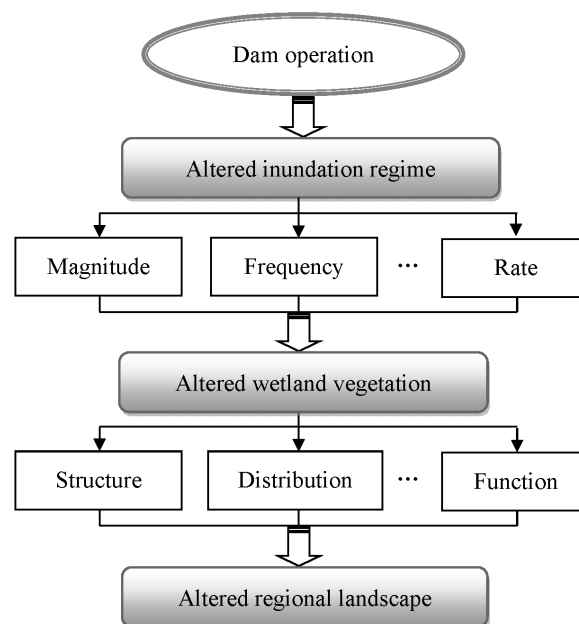 Dam operation
Altered inundation regime
Magnitude
Frequency
...
Rate
Altered wetland vegetation
Structure
Distribution
...
Function
Altered regional landscape